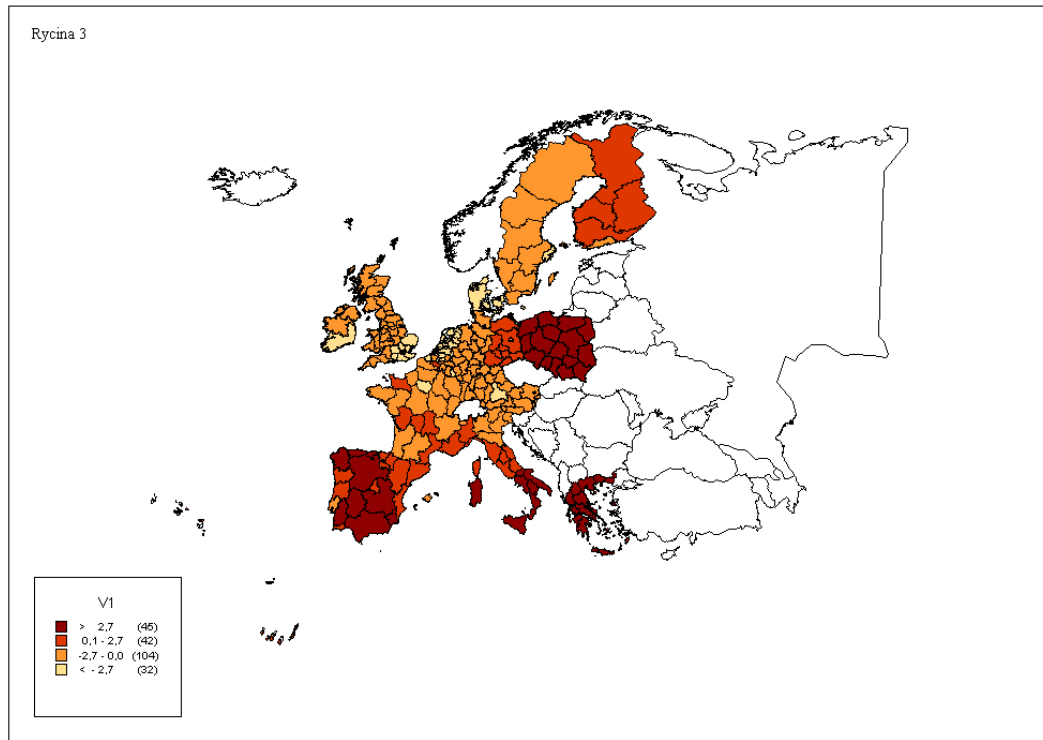 Rycina 3
V1
> 2,7 (45)
0,1 - 2,7 (42)
-2,7 - 0,0 (104)
< - 2,7 (32)